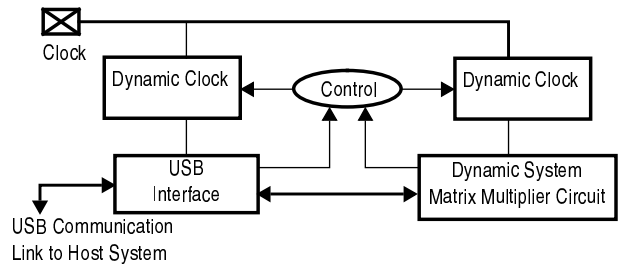 Clock
Dynamic Clock
Control
Dynamic Clock
USB
Interface
Dynamic System
Matrix Multiplier Circuit
USB Communication
Link to Host System